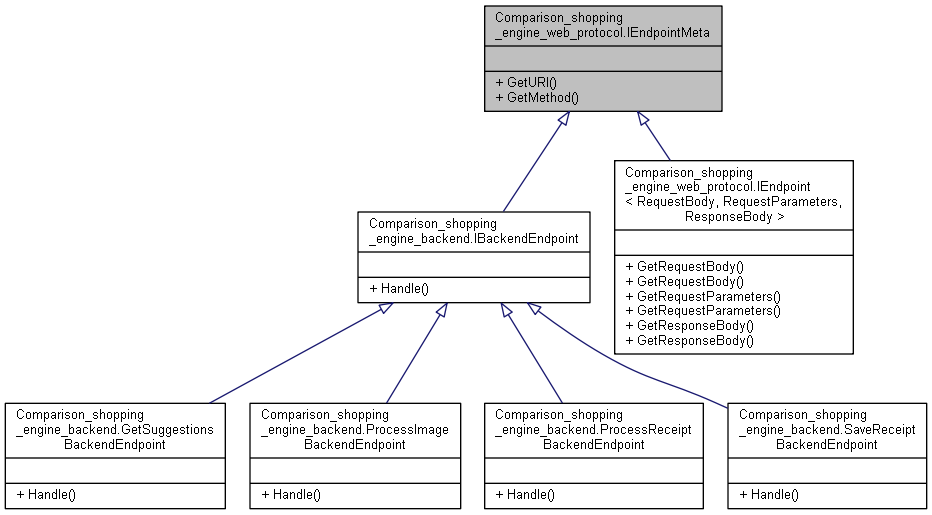 Comparison_shopping
_engine_web_protocol.IEndpointMeta
+ GetURI()
+ GetMethod()
Comparison_shopping
_engine_web_protocol.IEndpoint
< RequestBody, RequestParameters,
ResponseBody >
+ GetRequestBody()
+ GetRequestBody()
+ GetRequestParameters()
+ GetRequestParameters()
+ GetResponseBody()
+ GetResponseBody()
Comparison_shopping
_engine_backend.IBackendEndpoint
+ Handle()
Comparison_shopping
_engine_backend.GetSuggestions
BackendEndpoint
+ Handle()
Comparison_shopping
_engine_backend.ProcessImage
BackendEndpoint
+ Handle()
Comparison_shopping
_engine_backend.ProcessReceipt
BackendEndpoint
+ Handle()
Comparison_shopping
_engine_backend.SaveReceipt
BackendEndpoint
+ Handle()